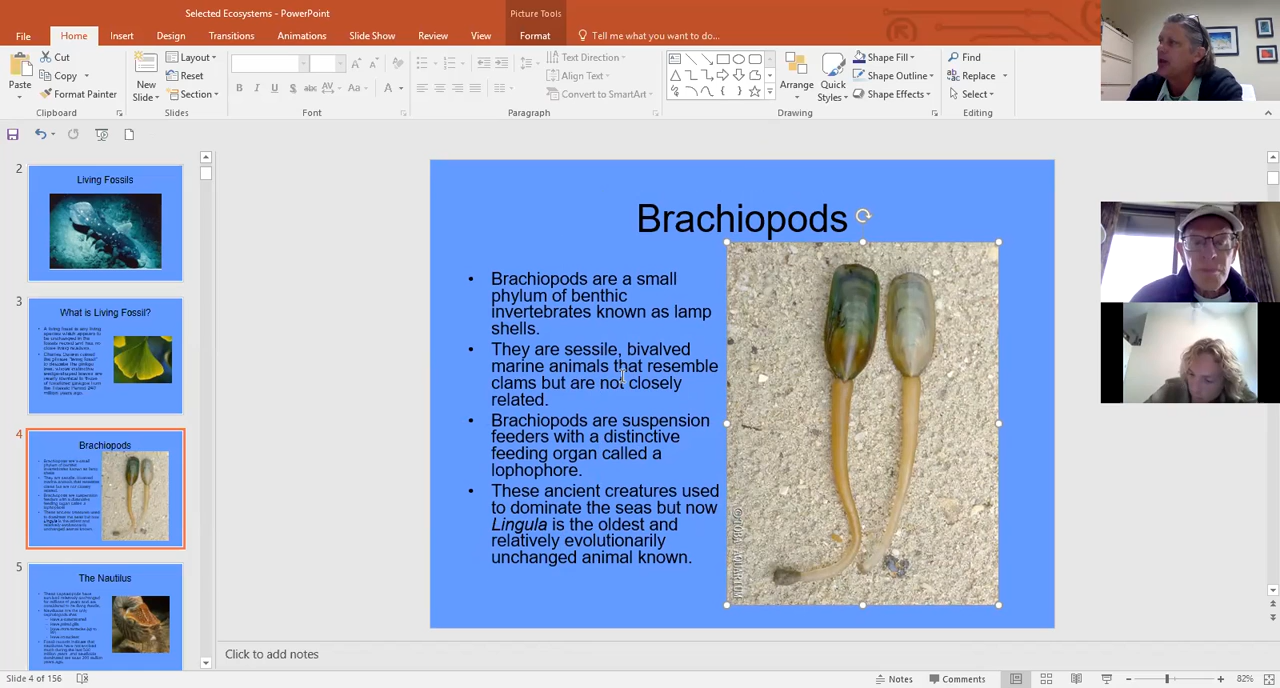 Selected Ecosystems - PowerPoint
Picture Tools
File
Home
Insert
Design
Transitions
Animations
Slide Show
Review
View
Format
Tell me what you want to do...
Paste
Cut
Copy
Format Painter
Clipboard
New
Slide
Layout
Reset
Section
Slides
B I U S abc AV Aa A
Font
Text Direction
Align Text
Convert to SmartArt
Paragraph
Arrange
Quick
Styles
Shape Fill
Shape Outline
Shape Effects
Drawing
Find
Replace
Select
Editing
2
Living Fossils
3
What is Living Fossil?
4
Brachiopods
5
The Nautilus
Brachiopods
• Brachiopods are a small
phylum of benthic
invertebrates known as lamp
shells.
• They are sessile, bivalved
marine animals that resemble
clams but are not closely
related.
• Brachiopods are suspension
feeders with a distinctive
feeding organ called a
lophophore.
• These ancient creatures used
to dominate the seas but now
Lingula is the oldest and
relatively evolutionarily
unchanged animal known.
Click to add notes
Slide 4 of 156
Notes
Comments
82%